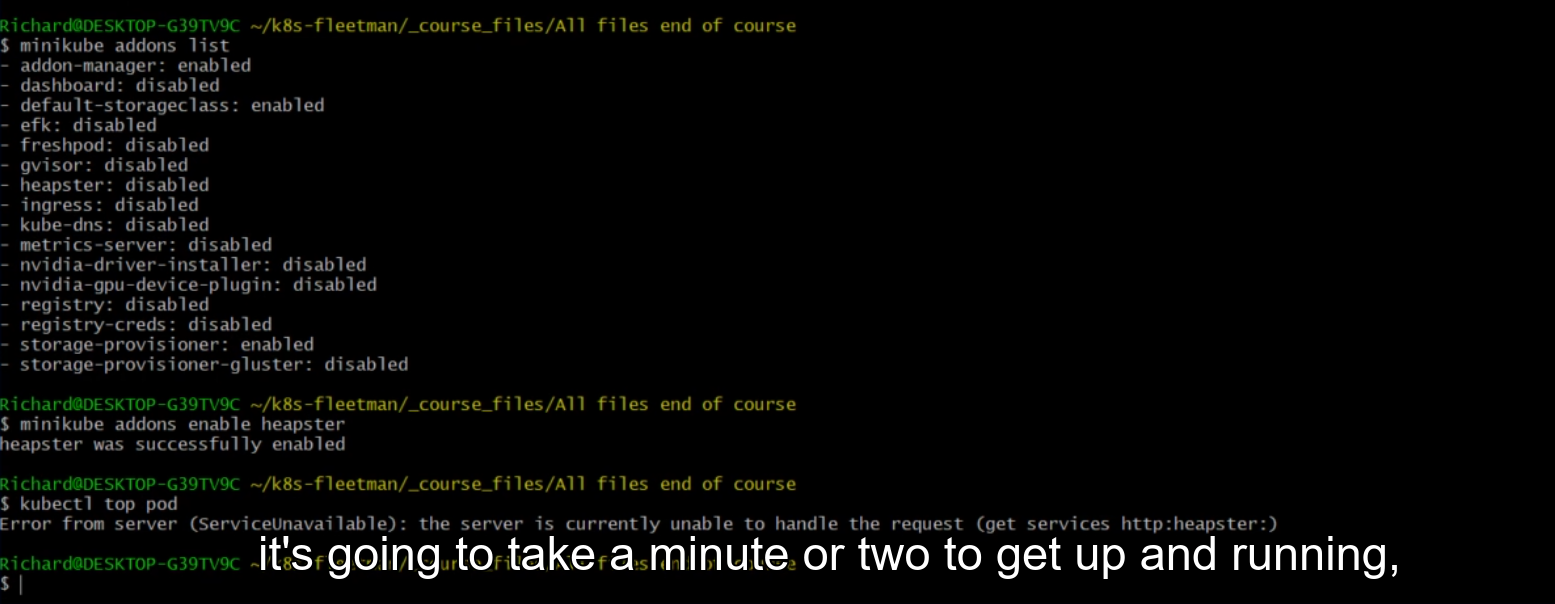 Richard@DESKTOP-G39TV9C ~/k8s-fleetman/_course_files/All files end of course
$ minikube addons list
- addon-manager: enabled
- dashboard: disabled
- default-storageclass: enabled
- efk: disabled
- freshpod: disabled
- gvisor: disabled
- heapster: disabled
- ingress: disabled
- kube-dns: disabled
- metrics-server: disabled
- nvidia-driver-installer: disabled
- nvidia-gpu-device-plugin: disabled
- registry: disabled
- registry-creds: disabled
- storage-provisioner: enabled
- storage-provisioner-gluster: disabled
Richard@DESKTOP-G39TV9C ~/k8s-fleetman/_course_files/All files end of course
$ minikube addons enable heapster
heapster was successfully enabled
Richard@DESKTOP-G39TV9C ~/k8s-fleetman/_course_files/All files end of course
$ kubectl top pod
Error from server (ServiceUnavailable): the server is currently unable to handle the request (get services http:heapster:)
Richard@DESKTOP-G39TV9C
it's going to take a minute or two to get up and running,
$